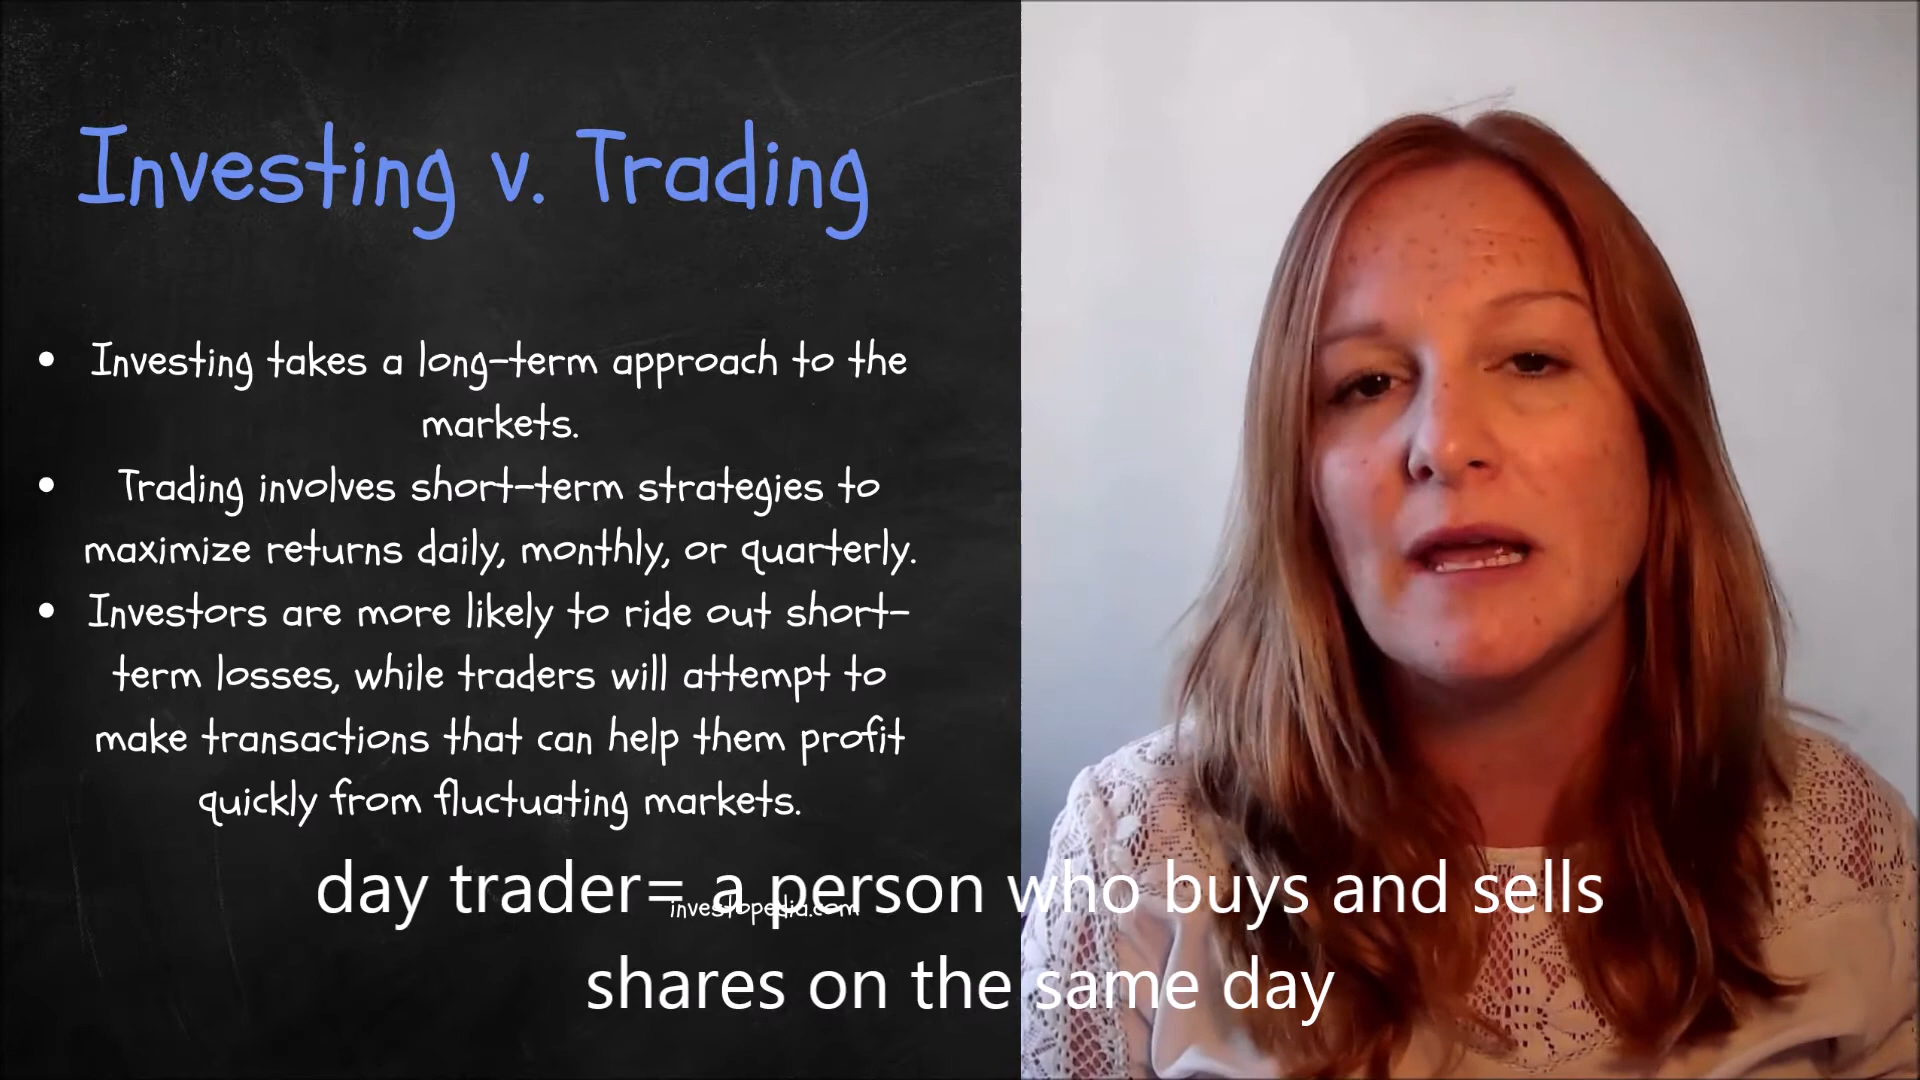 Investing v. Trading
• Investing takes a long-term approach to the
markets.
• Trading involves short-term strategies to
maximize returns daily, monthly, or quarterly.
• Investors are more likely to ride out short-
term losses, while traders will attempt to
make transactions that can help them profit
quickly from fluctuating markets.
day trader= a person who buys and sells
investopedia.com
shares on the same day